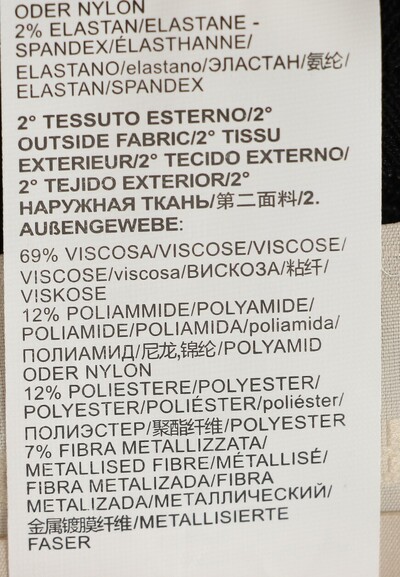 ODER NYLON
2% ELASTAN/ELASTANE -
SPANDEX/ÉLASTHANNE/
ELASTANO/elastano/ЭЛАСТАН/氨纶/
ELASTAN/SPANDEX
2° TESSUTO ESTERNO/2°
OUTSIDE FABRIC/2° TISSU
EXTERIEUR/2° TECIDO EXTERNO/
2° TEJIDO EXTERIOR/2°
НАРУЖНАЯ ТКАНЬ/第二面料/2.
AUßENGEWEBE:
69% VISCOSA/VISCOSE/VISCOSE/
VISCOSE/viscosa/ВИСКОЗА/粘纤/
VISKOSE
12% POLIAMMIDE/POLYAMIDE/
POLIAMIDE/POLIAMIDA/poliamida/
ПОЛИАМИД/尼龙,锦纶/POLYAMID
ODER NYLON
12% POLIESTERE/POLYESTER/
POLYESTER/POLIÉSTER/poliéster/
ПОЛИЭСТЕР/聚酯纤维/POLYESTER
7% FIBRA METALLIZZATA/
METALLISED FIBRE/MÉTALLISÉ/
FIBRA METALIZADA/FIBRA
METALIZADA/МЕТАЛЛИЧЕСКИЙ/
金属镀膜纤维/METALLISIERTE
FASER